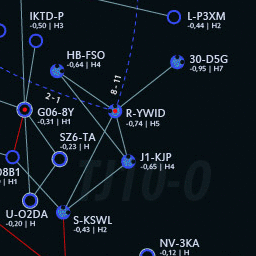 IKTD-P
-0,50 | H3
L-P3XM
-0,44 | H2
HB-FSO
-0,64 | H4
30-D5G
-0,95 | H7
8 - 11
2 - 1
G06-8Y
-0,31 | H1
R-YWID
-0,74 | H5
SZ6-TA
-0,23 | H
J1-KJP
-0,65 | H4
TJ10-O
O8B1
| H1
U-O2DA
-0,20 | H
S-KSWL
-0,43 | H2
NV-3KA
-0,12 | H